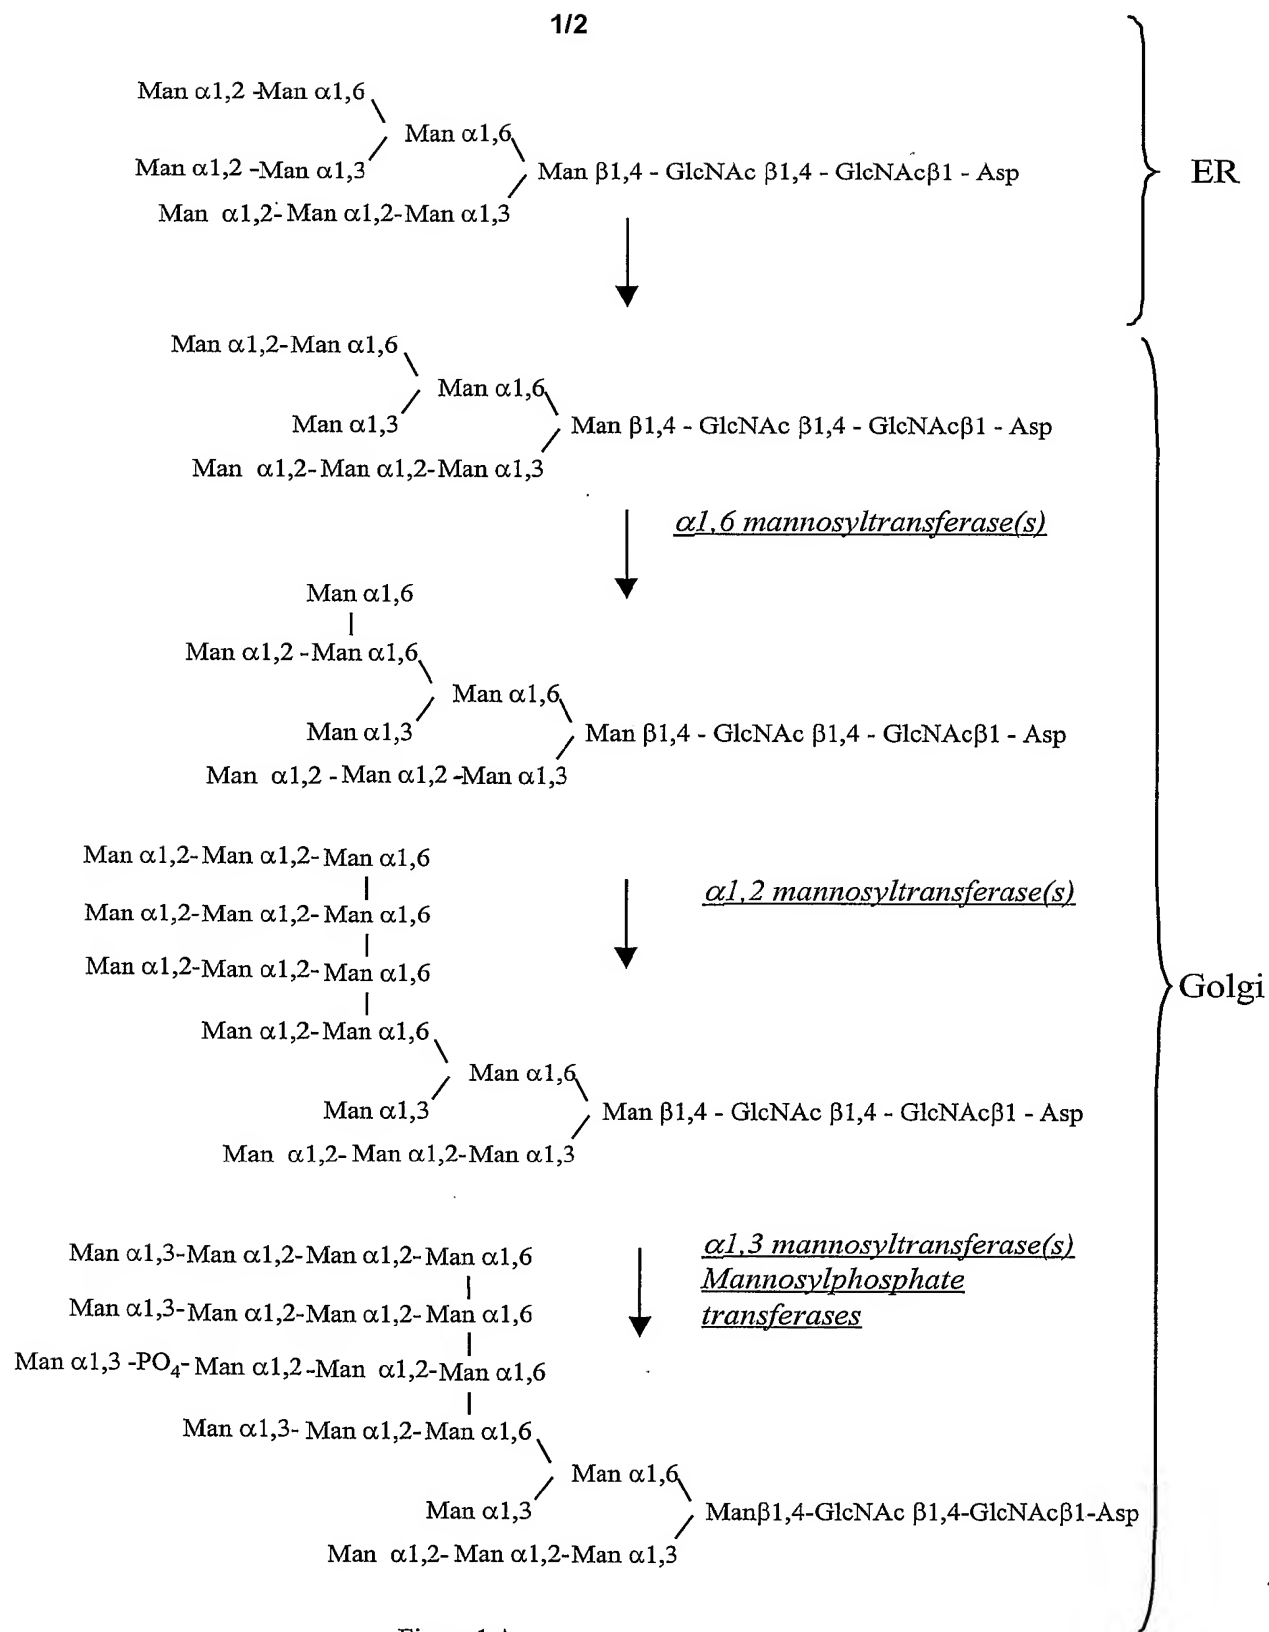 1/2
Man α1,2 -Man α1,6
Man α1,6
Man α1,2 -Man α1,3
Man β1,4 - GlcNAc β1,4 - GlcNAcβ1 - Asp
ER
Man α1,2- Man α1,2-Man α1,3
Man α1,2-Man α1,6
Man α1,6
Man α1,3
Man β1,4 - GlcNAc β1,4 - GlcNAcβ1 - Asp
Man α1,2-Man α1,2-Man α1,3
α1,6 mannosyltransferase(s)
Man α1,6
Man α1,2 -Man α1,6
Man α1,6
Man α1,3
Man β1,4 - GlcNAc β1,4 - GlcNAcβ1 - Asp
Man α1,2 - Man α1,2 -Man α1,3
Man α1,2-Man α1,2-Man α1,6
α1,2 mannosyltransferase(s)
Man α1,2-Man α1,2-Man α1,6
Man α1,2-Man α1,2-Man α1,6
Golgi
Man α1,2-Man α1,6
Man α1,6
Man α1,3
Man β1,4 - GlcNAc β1,4 - GlcNAcβ1 - Asp
Man α1,2- Man α1,2-Man α1,3
Man α1,3-Man α1,2-Man α1,2-Man α1,6
α1,3 mannosyltransferase(s)
Mannosylphosphate
transferases
Man α1,3-Man α1,2-Man α1,2-Man α1,6
Man α1,3 -PO4-Man α1,2-Man α1,2-Man α1,6
Man α1,3- Man α1,2-Man α1,6
Man α1,6
Man α1,3
Manβ1,4-GlcNAc β1,4-GlcNAcβ1-Asp
Man α1,2- Man α1,2-Man α1,3